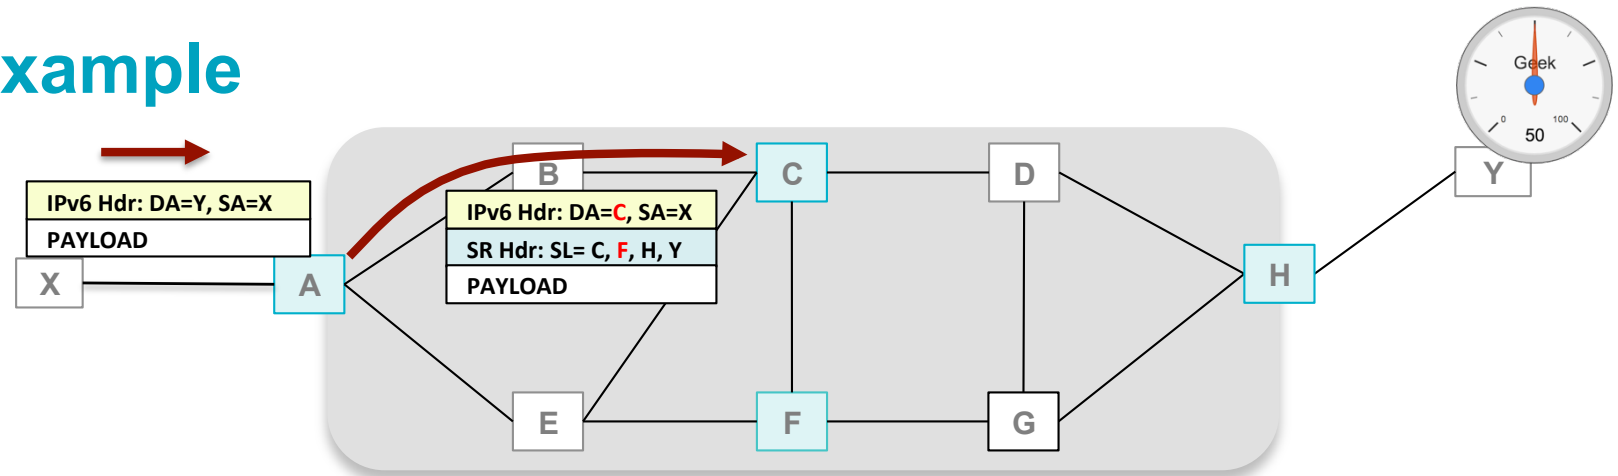 xample
Geek
0
100
50
IPv6 Hdr: DA=Y, SA=X
PAYLOAD
B
C
D
Y
IPv6 Hdr: DA=C, SA=X
SR Hdr: SL= C, F, H, Y
PAYLOAD
X
A
H
E
F
G